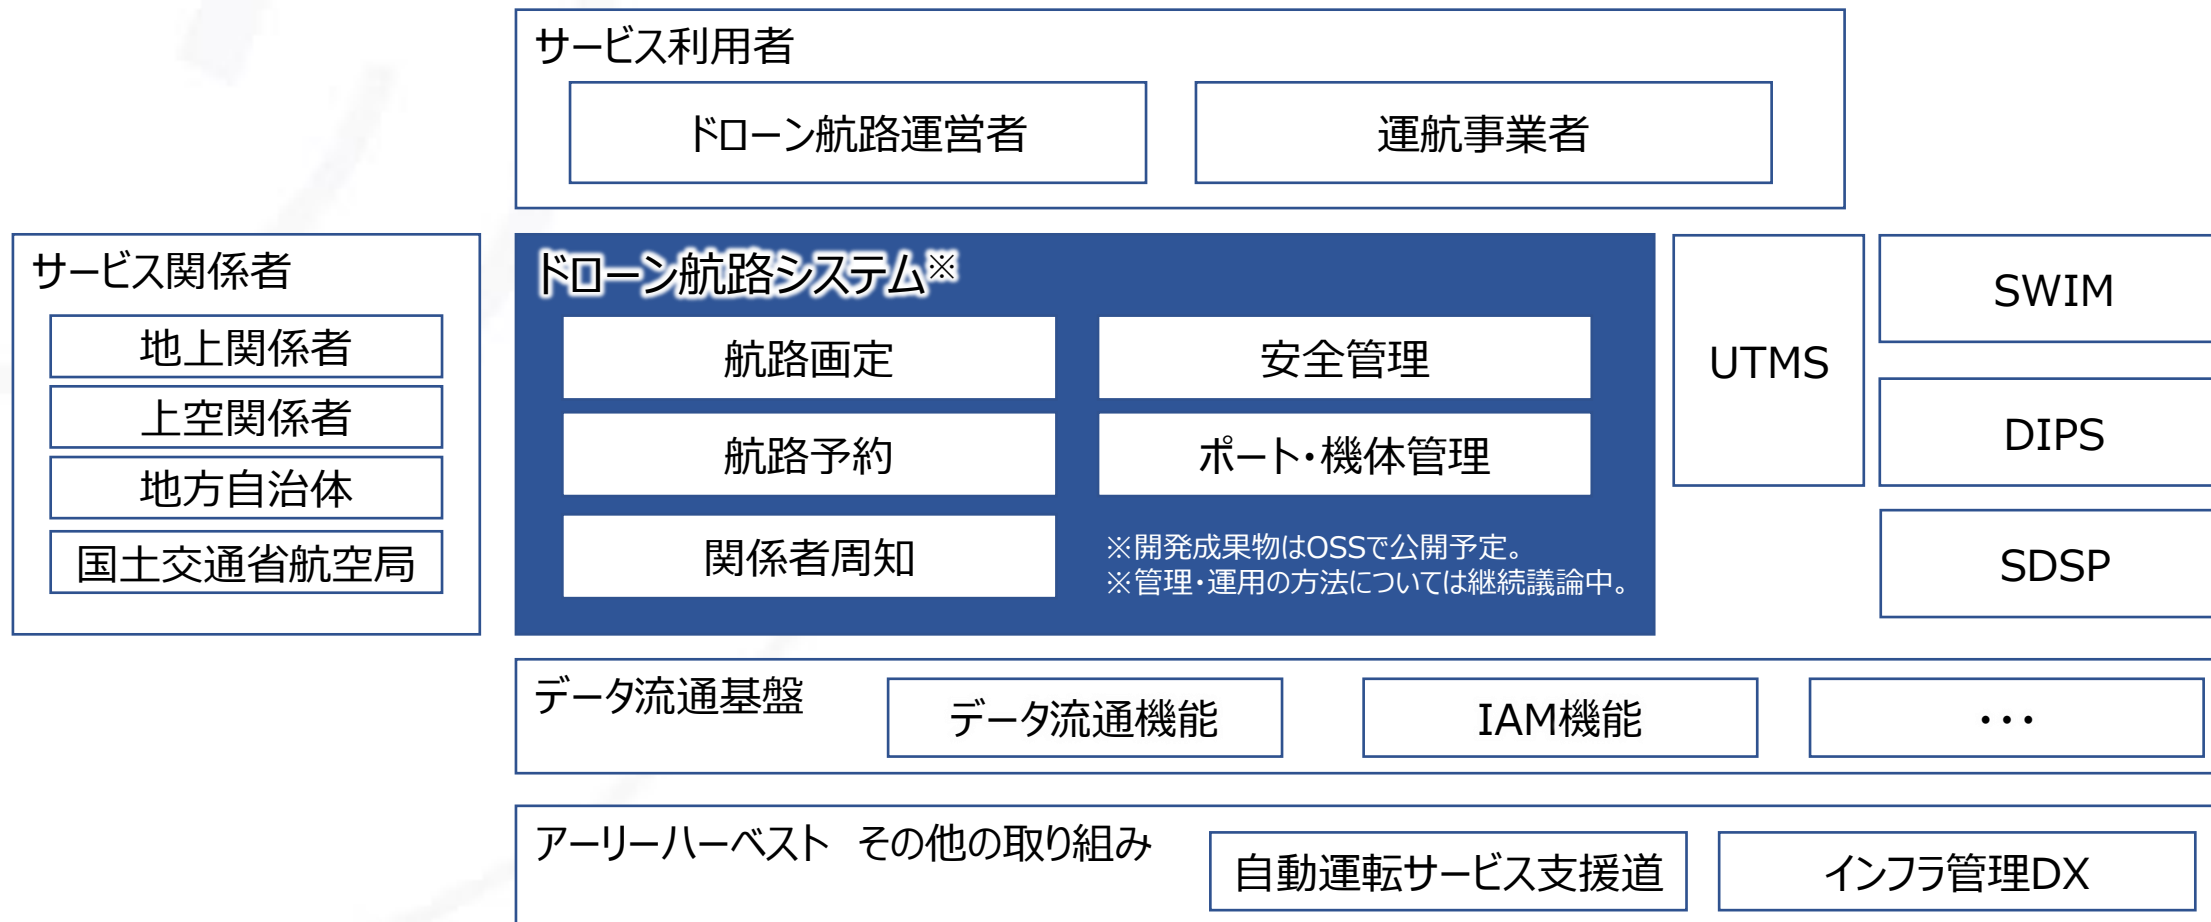 サービス利用者
ドローン航路運営者
運航事業者
サービス関係者
地上関係者
上空関係者
地方自治体
国土交通省航空局
ドローン航路システム※
航路画定
安全管理
航路予約
ポート・機体管理
関係者周知
※開発成果物はOSSで公開予定。
※管理・運用の方法については継続議論中。
UTMS
SWIM
DIPS
SDSP
データ流通基盤
データ流通機能
IAM機能
・・・
アーリーハーベスト その他の取り組み
自動運転サービス支援道
インフラ管理DX